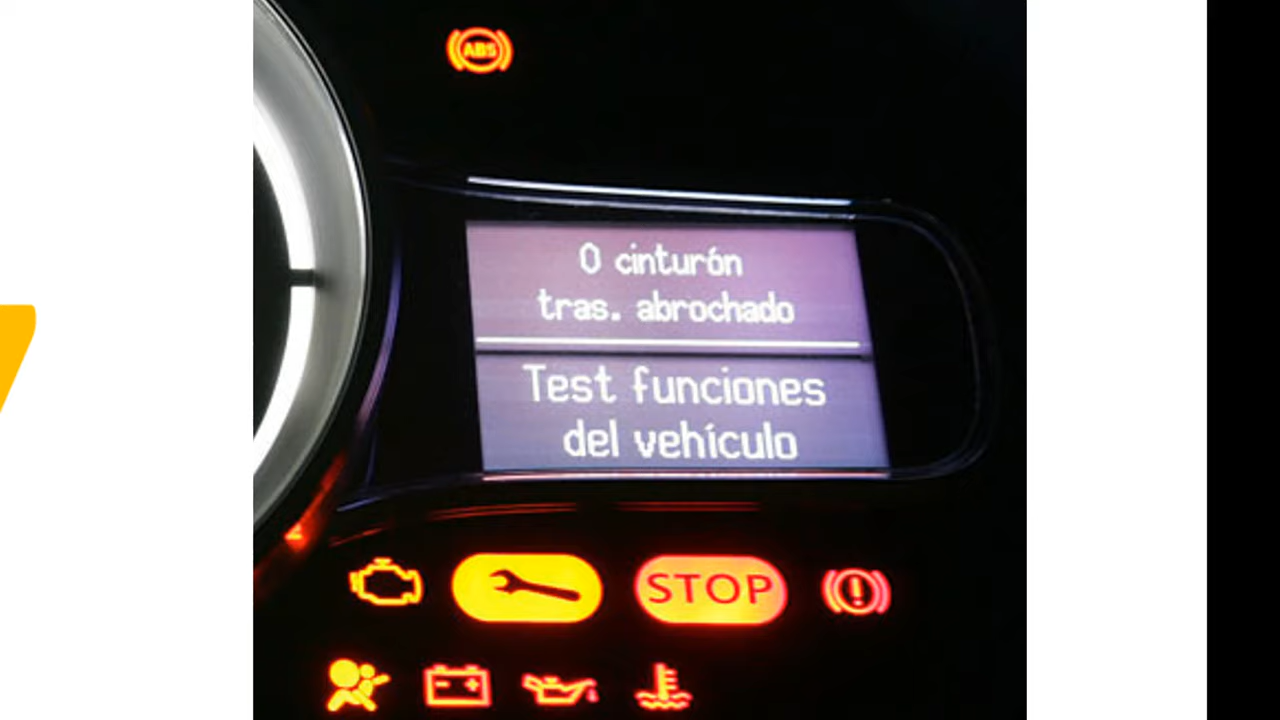 ABS
0 cinturón
tras. abrochado
Test funciones
del vehículo
STOP